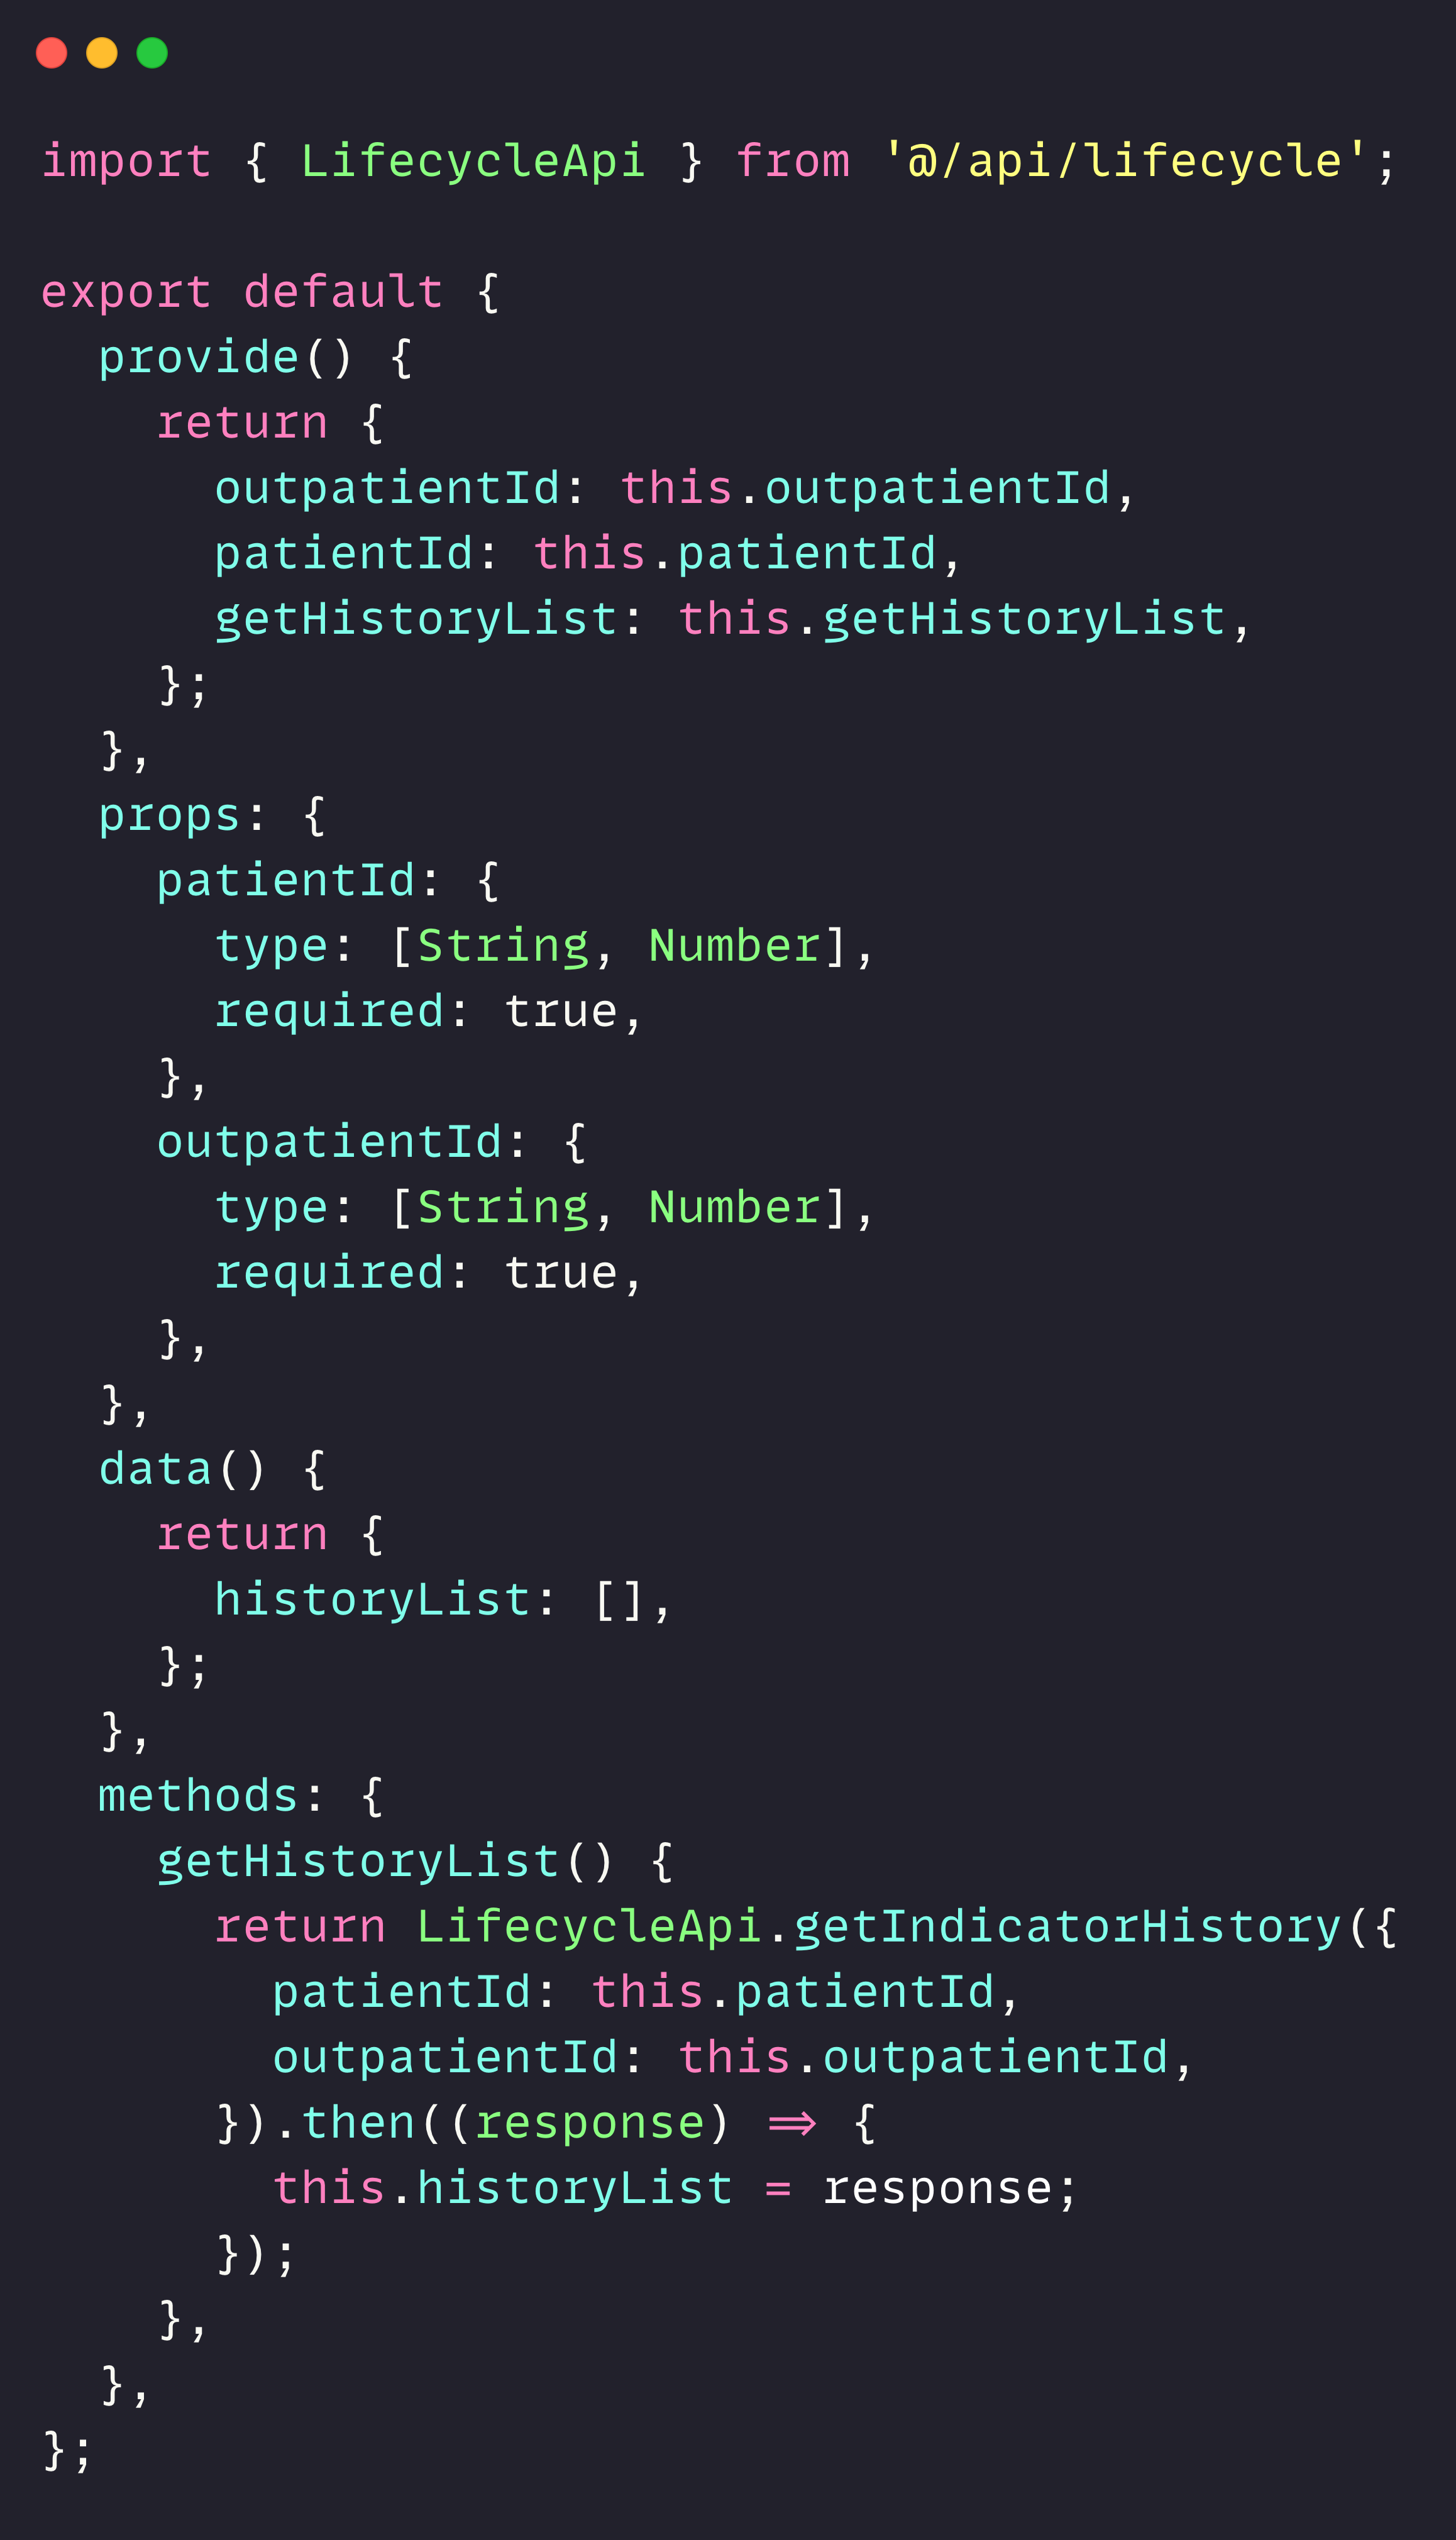 import { LifecycleApi } from '@/api/lifecycle';

export default {
  provide() {
    return {
      outpatientId: this.outpatientId,
      patientId: this.patientId,
      getHistoryList: this.getHistoryList,
    };
  },
  props: {
    patientId: {
      type: [String, Number],
      required: true,
    },
    outpatientId: {
      type: [String, Number],
      required: true,
    },
  },
  data() {
    return {
      historyList: [],
    };
  },
  methods: {
    getHistoryList() {
      return LifecycleApi.getIndicatorHistory({
        patientId: this.patientId,
        outpatientId: this.outpatientId,
      }).then((response) => {
        this.historyList = response;
      });
    },
  },
};